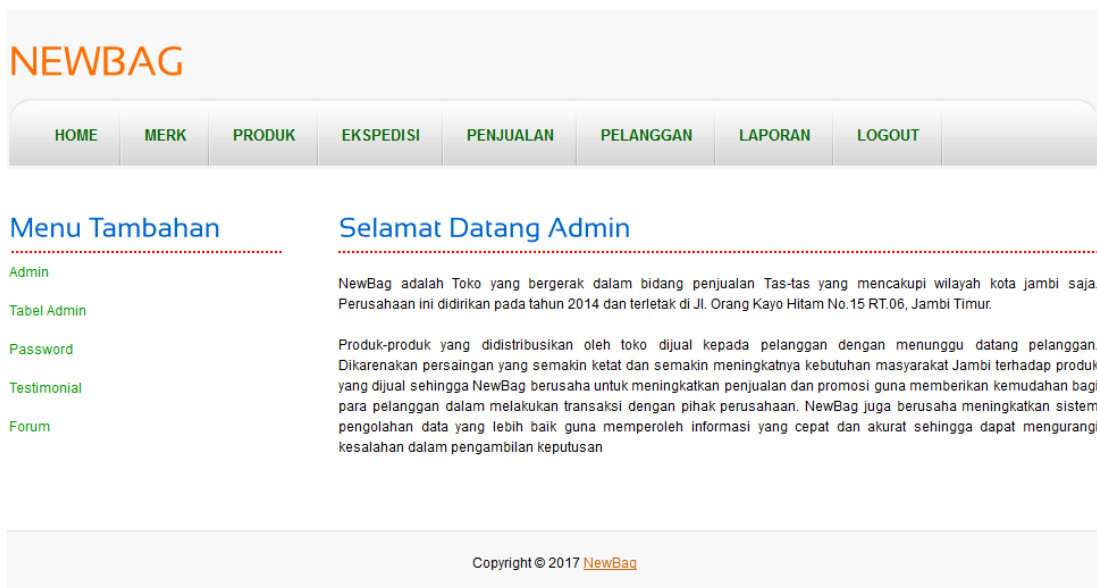 NEWBAG
HOME MERK PRODUK EKSPEDISI PENJUALAN PELANGGAN LAPORAN LOGOUT
Menu Tambahan
Admin
Tabel Admin
Password
Testimonial
Forum
Selamat Datang Admin
NewBag adalah Toko yang bergerak dalam bidang penjualan Tas-tas yang mencakupi wilayah kota jambi saja.
Perusahaan ini didirikan pada tahun 2014 dan terletak di Jl. Orang Kayo Hitam No.15 RT.06, Jambi Timur.
Produk-produk yang didistribusikan oleh toko dijual kepada pelanggan dengan menunggu datang pelanggan.
Dikarenakan persaingan yang semakin ketat dan semakin meningkatnya kebutuhan masyarakat Jambi terhadap produk
yang dijual sehingga NewBag berusaha untuk meningkatkan penjualan dan promosi guna memberikan kemudahan bagi
para pelanggan dalam melakukan transaksi dengan pihak perusahaan. NewBag juga berusaha meningkatkan sistem
pengolahan data yang lebih baik guna memperoleh informasi yang cepat dan akurat sehingga dapat mengurangi
kesalahan dalam pengambilan keputusan
Copyright © 2017 NewBag